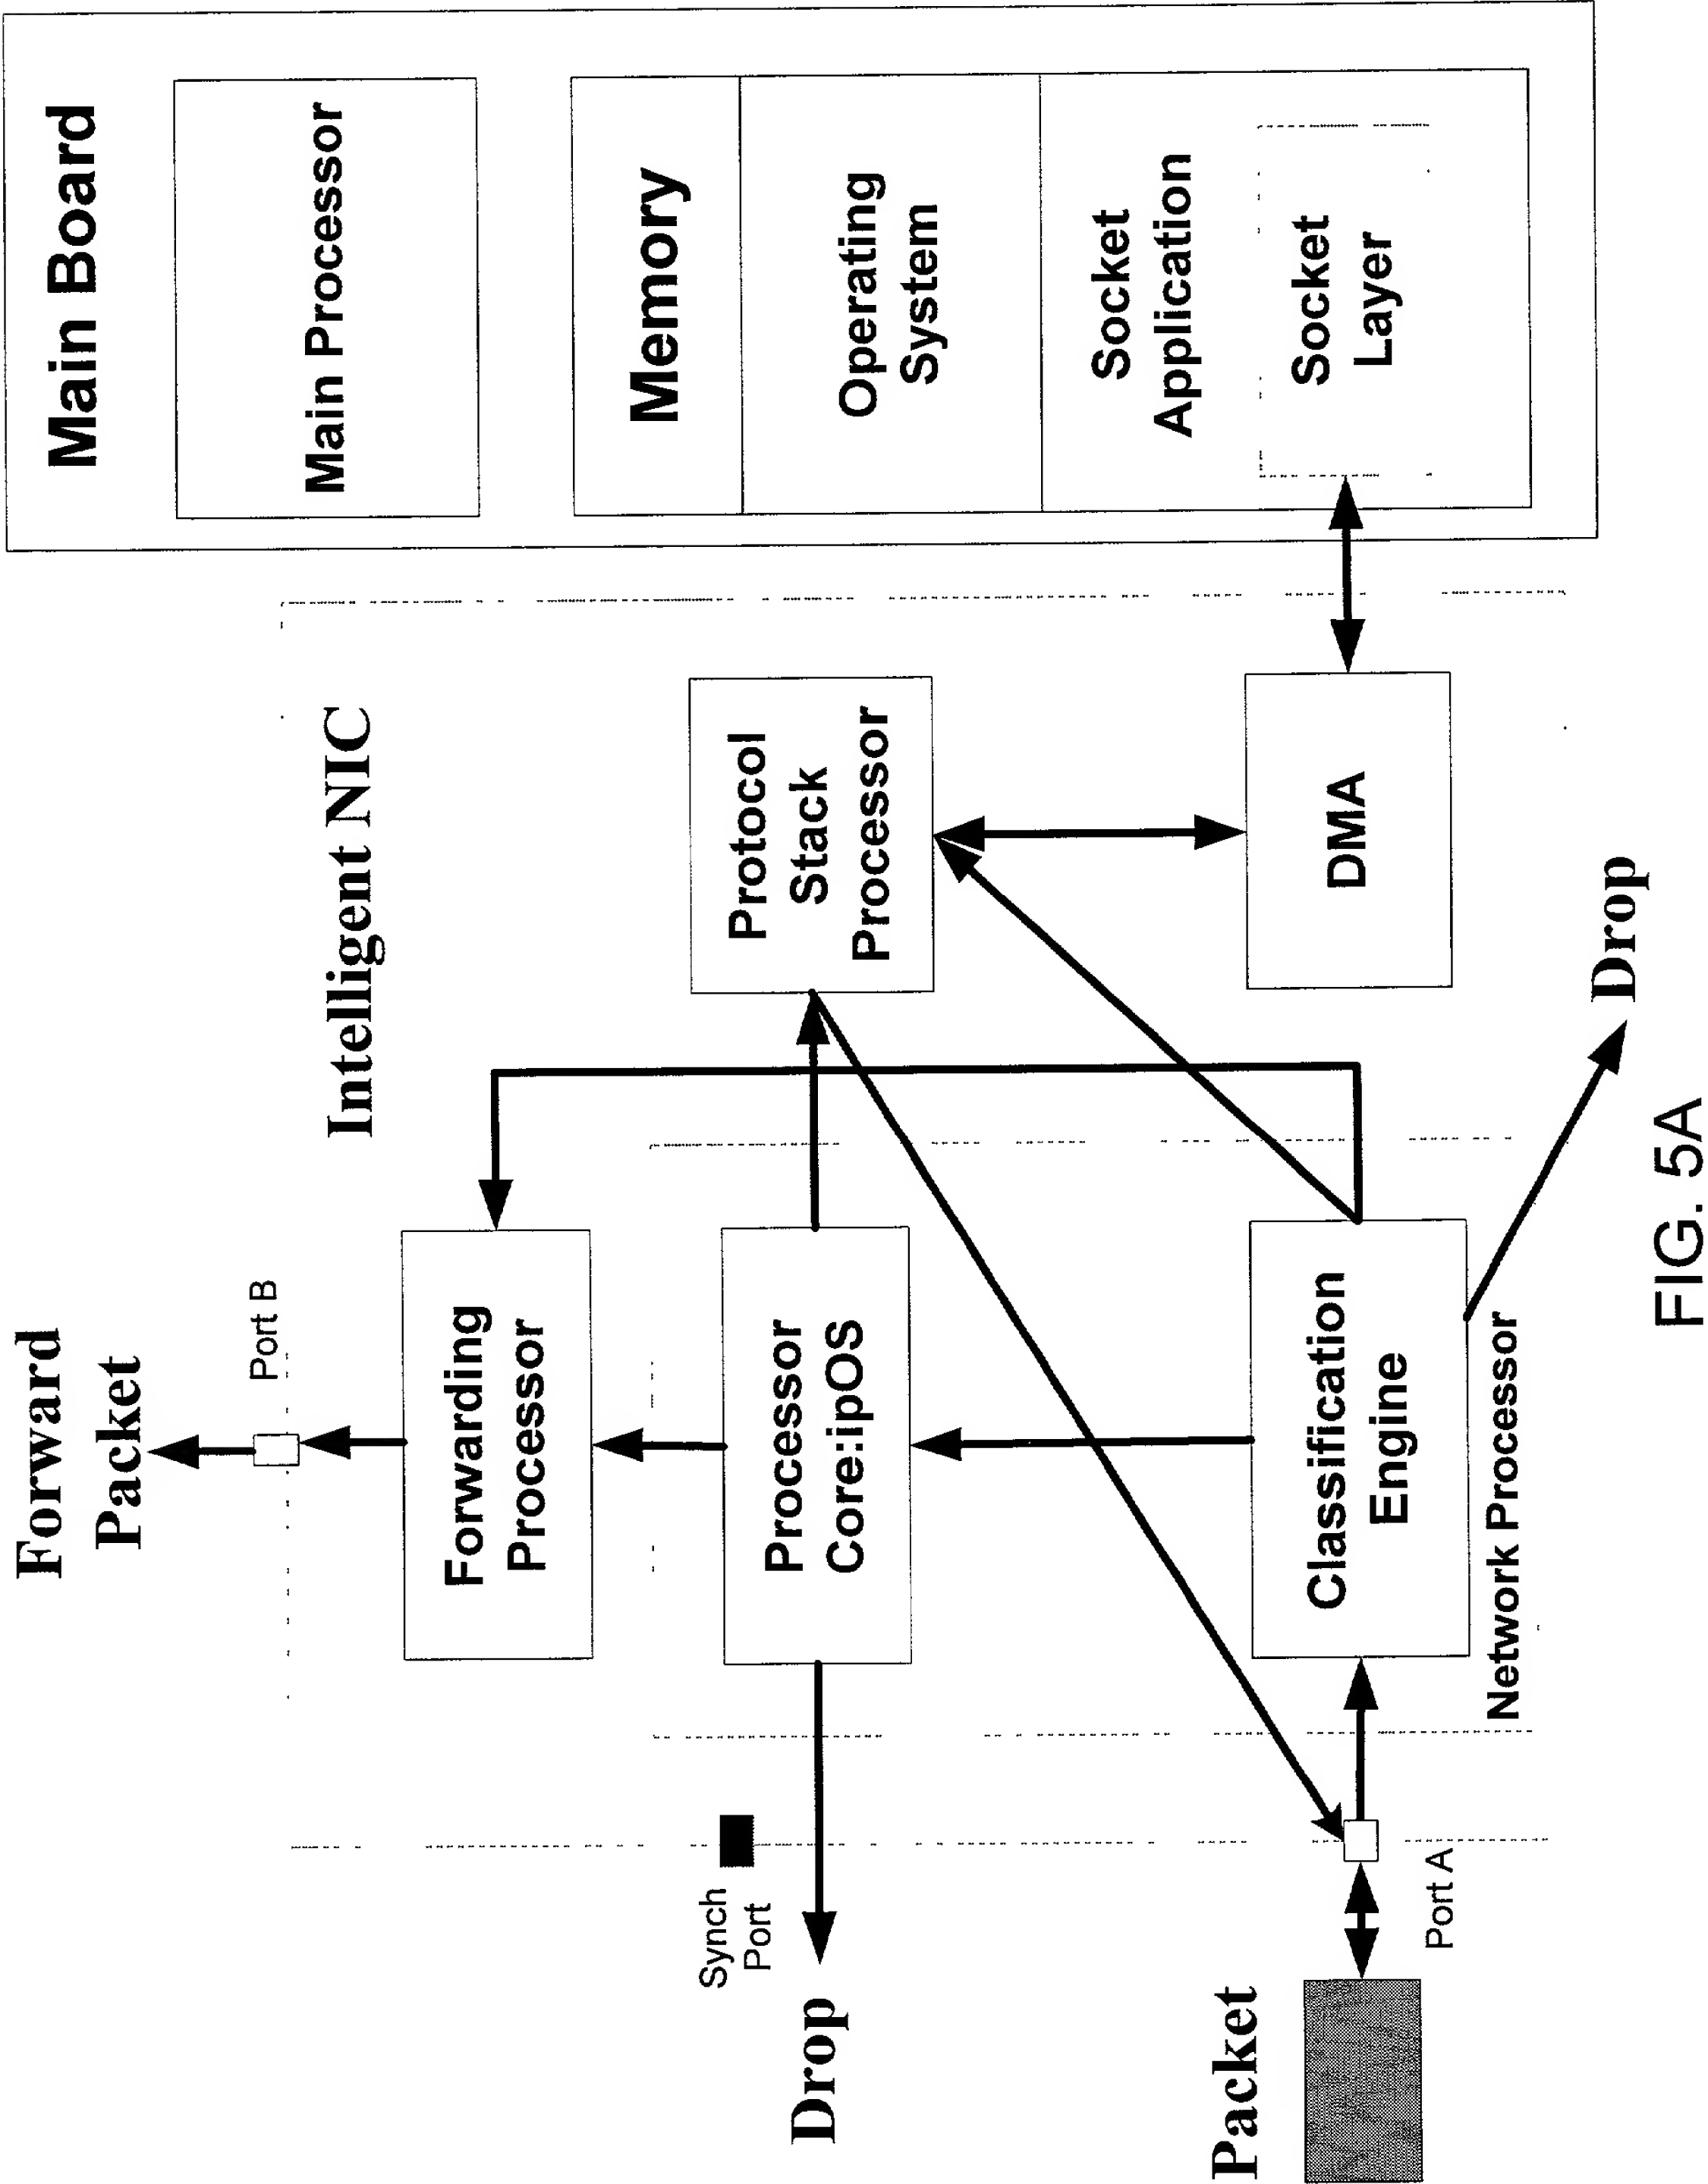 Forward
Packet
Port B
Intelligent NIC
Main Board
Main Processor
Forwarding
Processor
Memory
Synch
Port
Drop
Processor
Core:ipOS
Protocol
Stack
Processor
Operating
System
Socket
Application
Packet
Port A
Classification
Engine
Network Processor
DMA
Socket
Layer
Drop
FIG. 5A